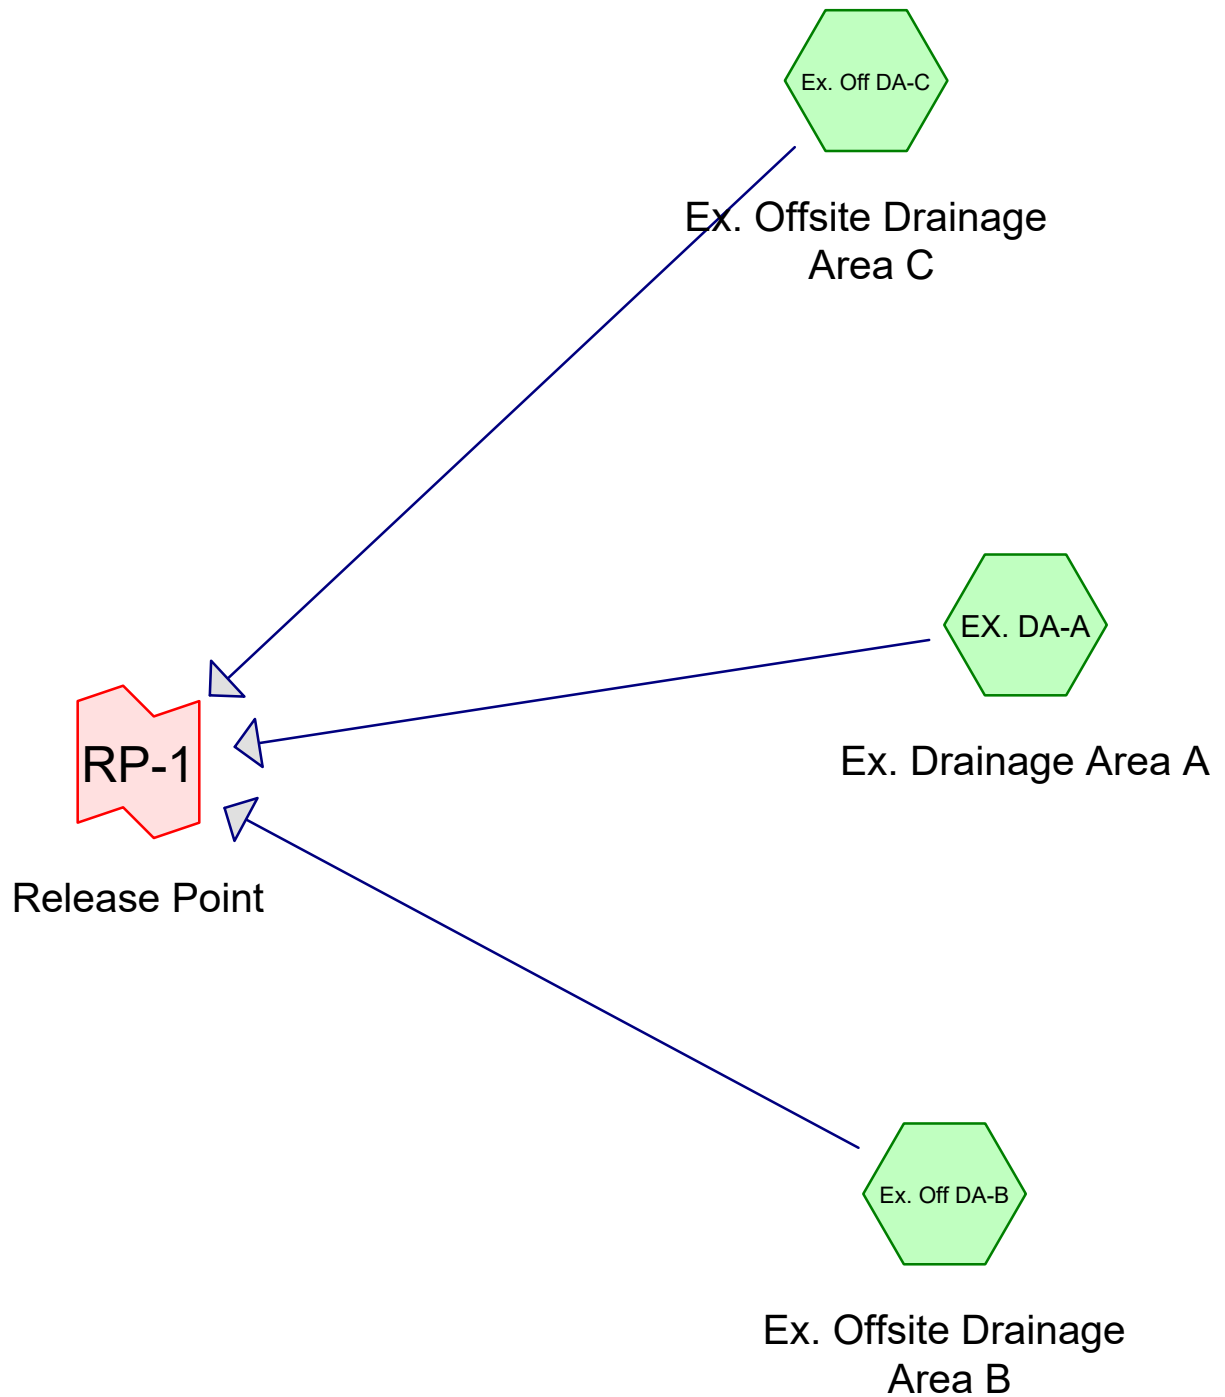 Ex. Off DA-C
Ex. Offsite Drainage
Area C
EX. DA-A
Ex. Drainage Area A
RP-1
Release Point
Ex. Off DA-B
Ex. Offsite Drainage
Area B